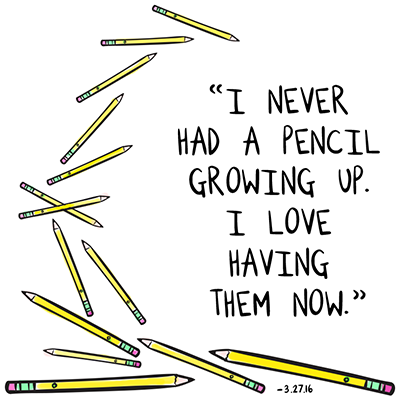 “I NEVER
HAD A PENCIL
GROWING UP.
I LOVE
HAVING
THEM NOW.”
-3.27.16